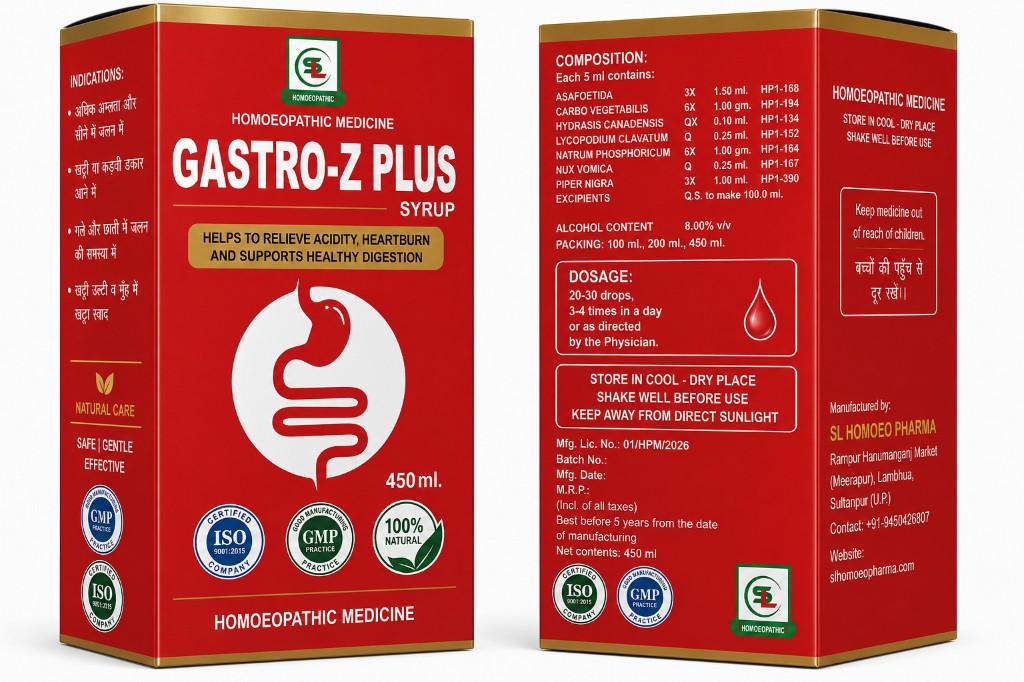 INDICATIONS:
• अधिक अम्लता और
सीने में जलन में
• खट्टी या कड़वी डकार
आने में
• गले और छाती में जलन
की समस्या में
• खट्टी उल्टी व मुँह में
खट्टा स्वाद
NATURAL CARE
SAFE | GENTLE
EFFECTIVE
GOOD MANUFACTURING
GMP
PRACTICE
PRACTICE
CERTIFIED
ISO
9001:2015
COMPANY
SL
HOMOEOPATHIC
HOMOEOPATHIC MEDICINE
GASTRO-Z PLUS
SYRUP
HELPS TO RELIEVE ACIDITY, HEARTBURN
AND SUPPORTS HEALTHY DIGESTION
450 ml.
CERTIFIED
ISO
9001:2015
COMPANY
GOOD MANUFACTURING
GMP
PRACTICE
PRACTICE
100%
NATURAL
HOMOEOPATHIC MEDICINE
COMPOSITION:
Each 5 ml contains:
ASAFOETIDA 3X 1.50 ml. HP1-168
CARBO VEGETABILIS 6X 1.00 gm. HP1-194
HYDRASIS CANADENSIS QX 0.10 ml. HP1-134
LYCOPODIUM CLAVATUM Q 0.25 ml. HP1-152
NATRUM PHOSPHORICUM 6X 1.00 gm. HP1-164
NUX VOMICA Q 0.25 ml. HP1-167
PIPER NIGRA 3X 1.00 ml. HP1-390
EXCIPIENTS Q.S. to make 100.0 ml.
ALCOHOL CONTENT 8.00% v/v
PACKING: 100 ml., 200 ml., 450 ml.
DOSAGE:
20-30 drops,
3-4 times in a day
or as directed
by the Physician.
STORE IN COOL - DRY PLACE
SHAKE WELL BEFORE USE
KEEP AWAY FROM DIRECT SUNLIGHT
Mfg. Lic. No.: 01/HPM/2026
Batch No.:
Mfg. Date:
M.R.P.:
(Incl. of all taxes)
Best before 5 years from the date
of manufacturing
Net contents: 450 ml
CERTIFIED
ISO
9001:2015
COMPANY
GOOD MANUFACTURING
GMP
PRACTICE
PRACTICE
SL
HOMOEOPATHIC
HOMOEOPATHIC MEDICINE
STORE IN COOL - DRY PLACE
SHAKE WELL BEFORE USE
Keep medicine out
of reach of children.
बच्चों की पहुँच से
दूर रखें।।
Manufactured by:
SL HOMOEO PHARMA
Rampur Hanumanganj Market
(Meerapur), Lambhua,
Sultanpur (U.P.)
Contact: +91-9450426807
Website:
slhomoeopharma.com